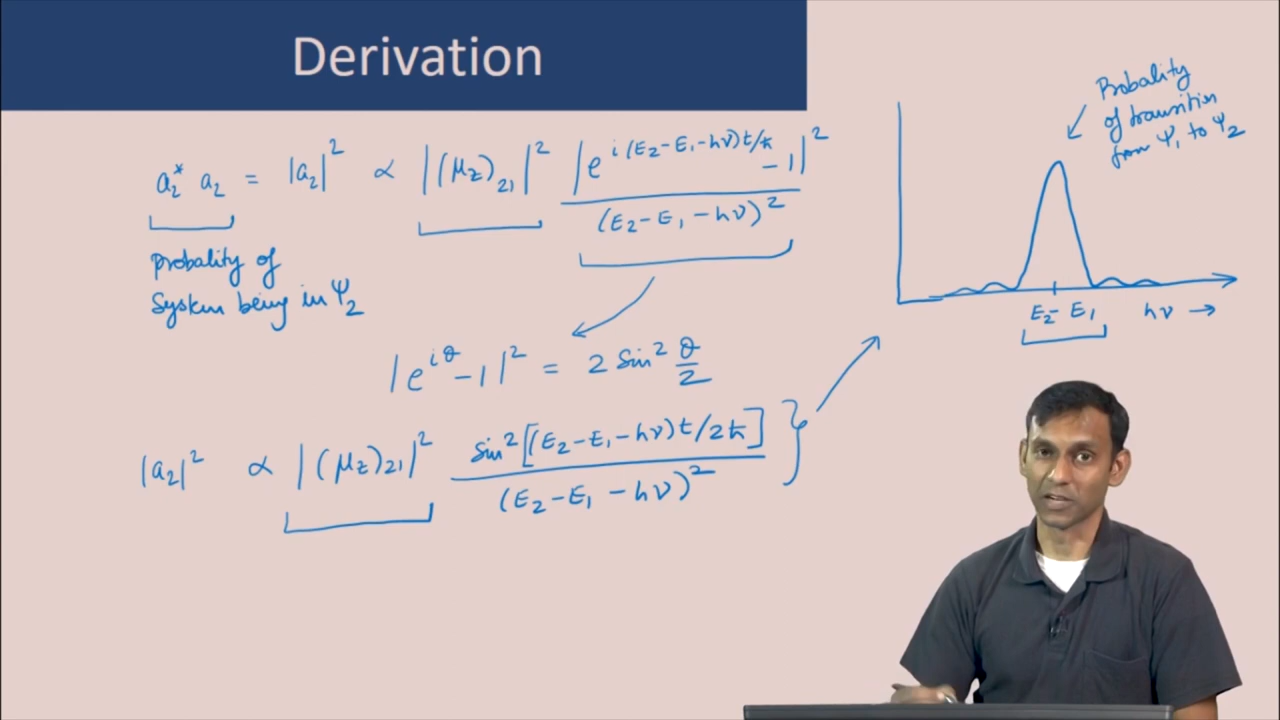 Derivation
a₂* a₂ = |a₂|² ∝ |(μz)₂₁|² |e^{i(E₂-E₁-hν)t/ℏ} - 1|² / (E₂-E₁-hν)²
Probality of
System being in Ψ₂
|e^{iθ} - 1|² = 2 Sin² θ/2
|a₂|² ∝ |(μz)₂₁|² Sin²[(E₂-E₁-hν)t/2ℏ] / (E₂-E₁-hν)²
Probality
of transition
from Ψ₁ to Ψ₂
E₂-E₁ hν →